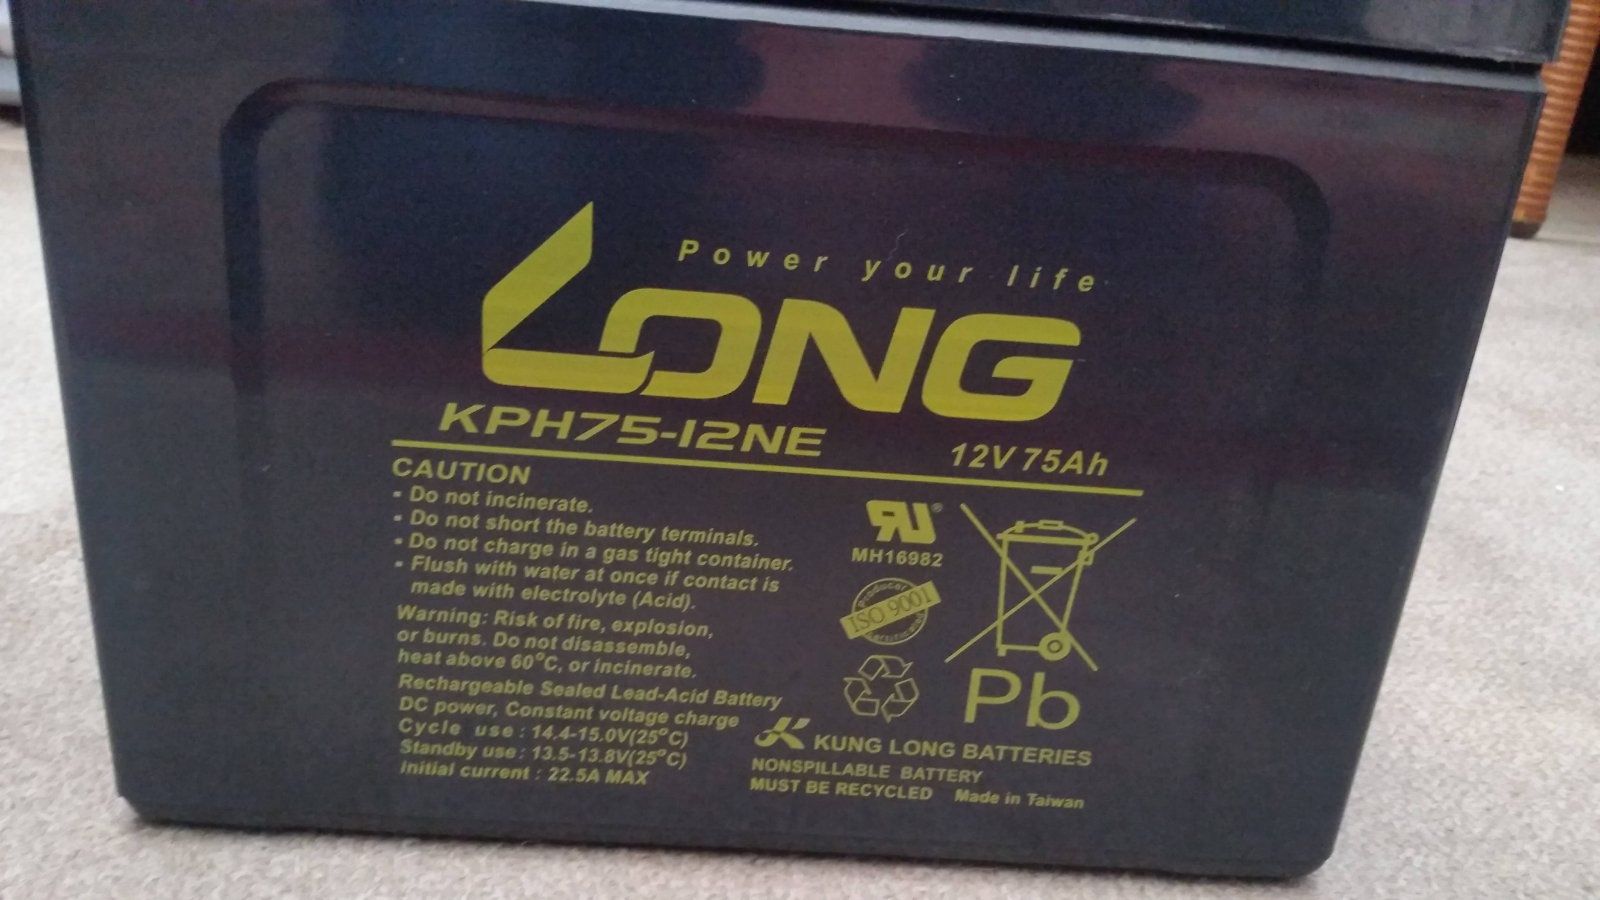 Power your life
LONG
KPH75-12NE
12V 75Ah
CAUTION
▪ Do not incinerate.
▪ Do not short the battery terminals.
▪ Do not charge in a gas tight container.
▪ Flush with water at once if contact is
made with electrolyte (Acid).
Warning: Risk of fire, explosion,
or burns. Do not disassemble,
heat above 60°C, or incinerate.
Rechargeable Sealed Lead-Acid Battery
DC power, Constant voltage charge
Cycle use : 14.4-15.0V(25°C)
Standby use : 13.5-13.8V(25°C)
Initial current : 22.5A MAX
RU®
MH16982
Producer
ISO 9001
Certificated
Pb
KUNG LONG BATTERIES
NONSPILLABLE BATTERY
MUST BE RECYCLED Made in Taiwan